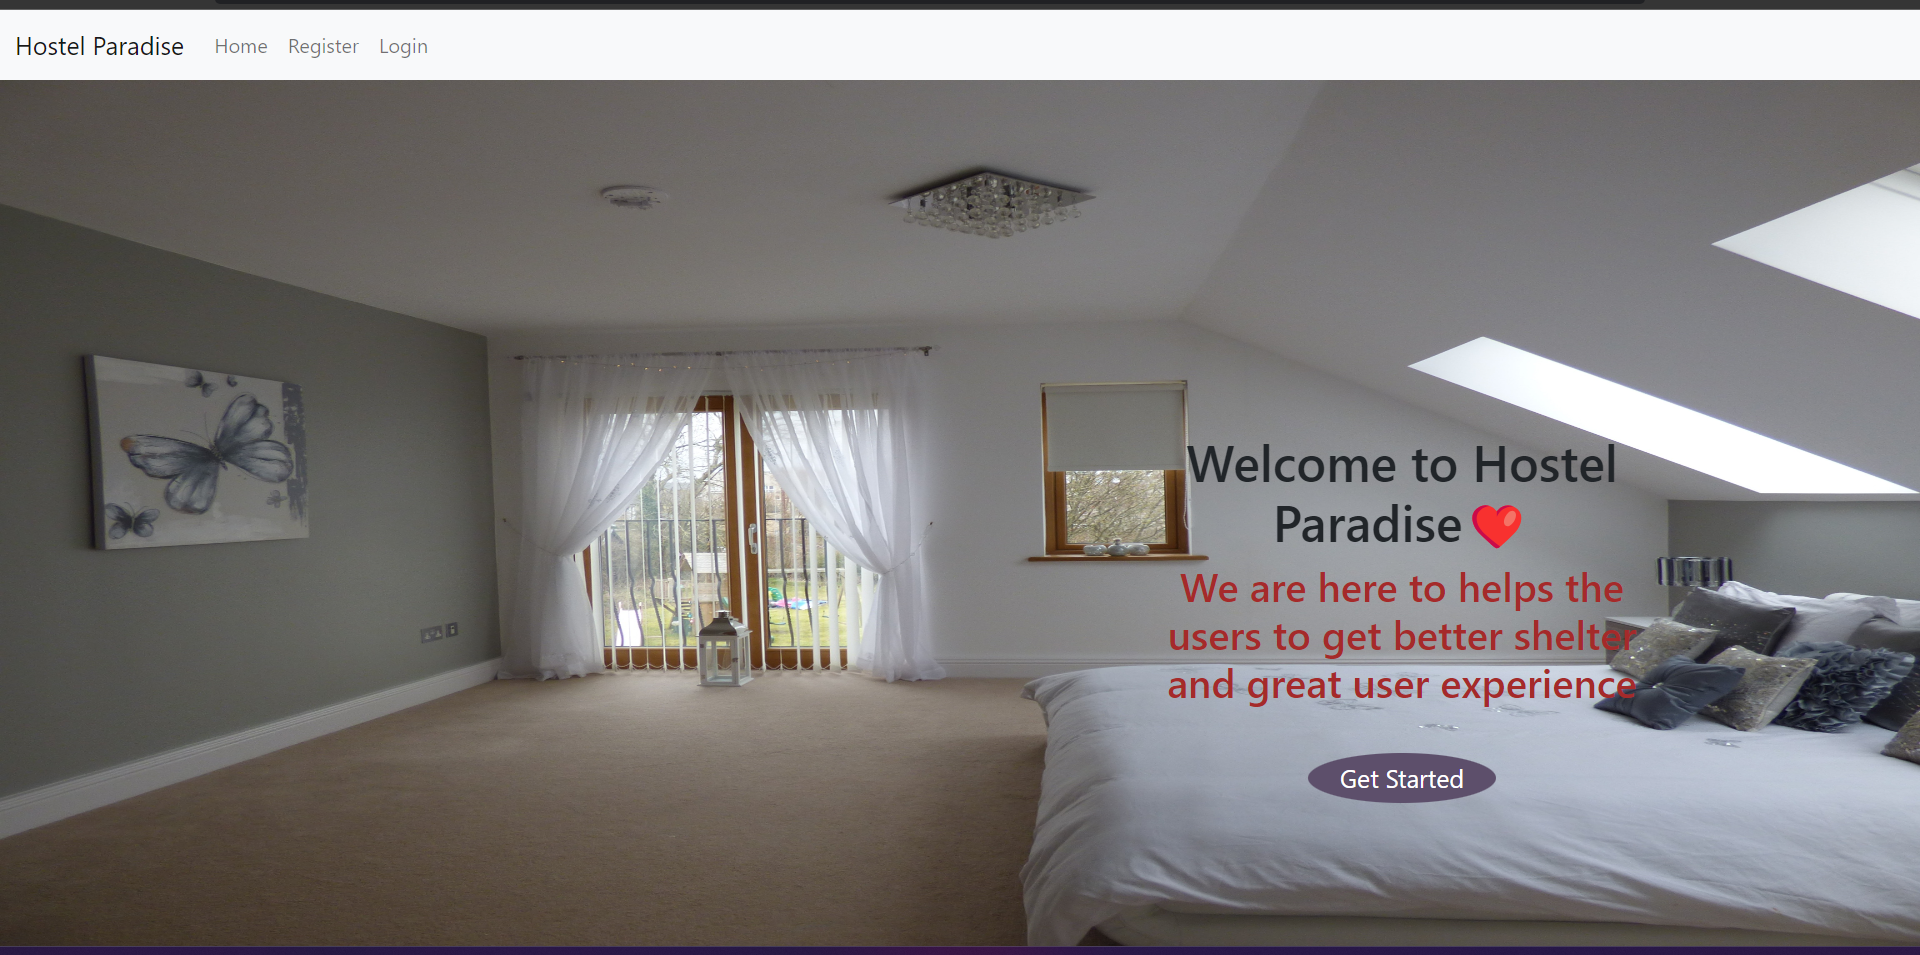 Hostel Paradise Home Register Login
Welcome to Hostel
Paradise❤️
We are here to helps the
users to get better shelter
and great user experience
Get Started